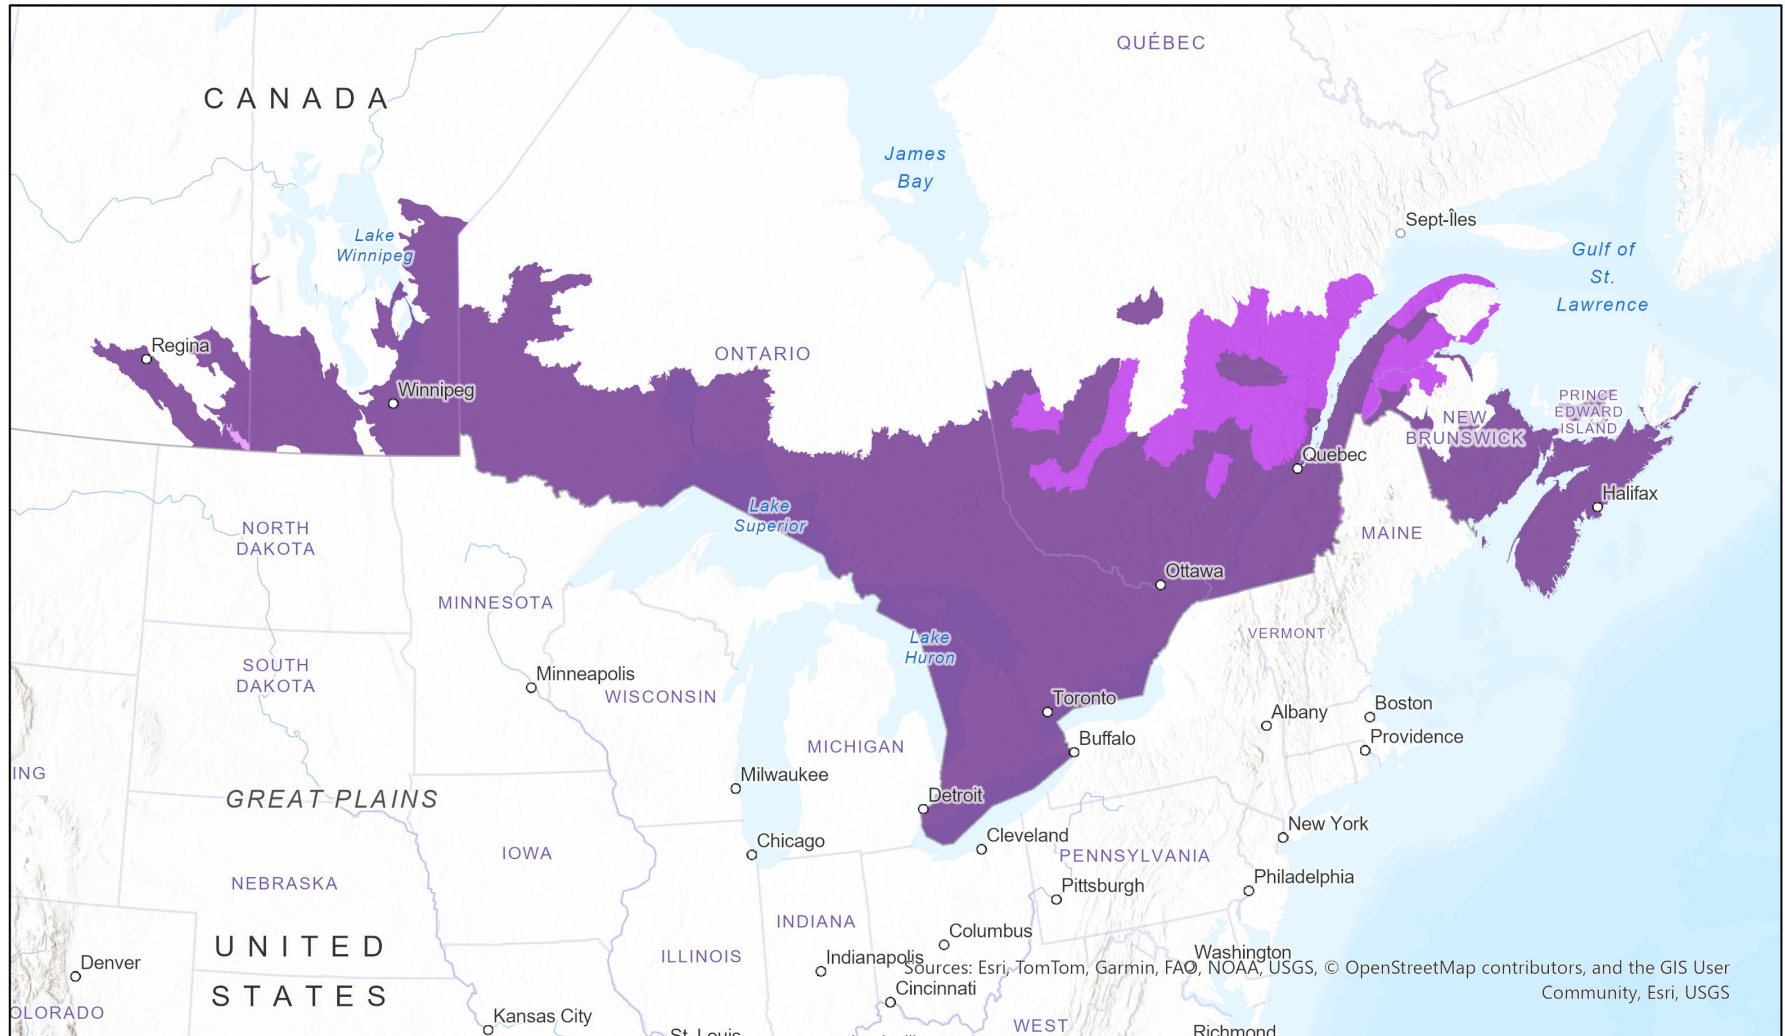 QUÉBEC
CANADA
James
Bay
Sept-Îles
Lake
Winnipeg
Gulf of
St.
Lawrence
Regina
ONTARIO
Winnipeg
PRINCE
EDWARD
ISLAND
NEW
BRUNSWICK
Quebec
Halifax
Lake
Superior
NORTH
DAKOTA
MAINE
Ottawa
MINNESOTA
Lake
Huron
VERMONT
SOUTH
DAKOTA
Minneapolis
WISCONSIN
Toronto
Boston
Albany
Buffalo
Providence
MICHIGAN
ING
Milwaukee
GREAT PLAINS
Detroit
New York
Cleveland
Chicago
IOWA
PENNSYLVANIA
NEBRASKA
Philadelphia
Pittsburgh
INDIANA
Columbus
UNITED
STATES
ILLINOIS
Washington
Denver
Indianapolis
Sources: Esri, TomTom, Garmin, FAO, NOAA, USGS, © OpenStreetMap contributors, and the GIS User
Community, Esri, USGS
Cincinnati
OLORADO
Kansas City
WEST
St. Louis
Richmond